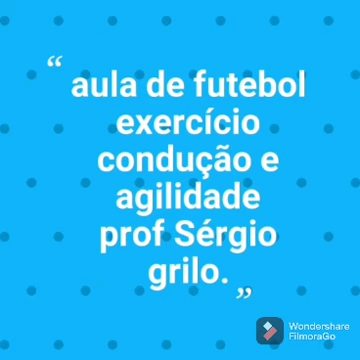 “
aula de futebol
exercício
condução e
agilidade
prof Sérgio
grilo.
”
Wondershare
FilmoraGo